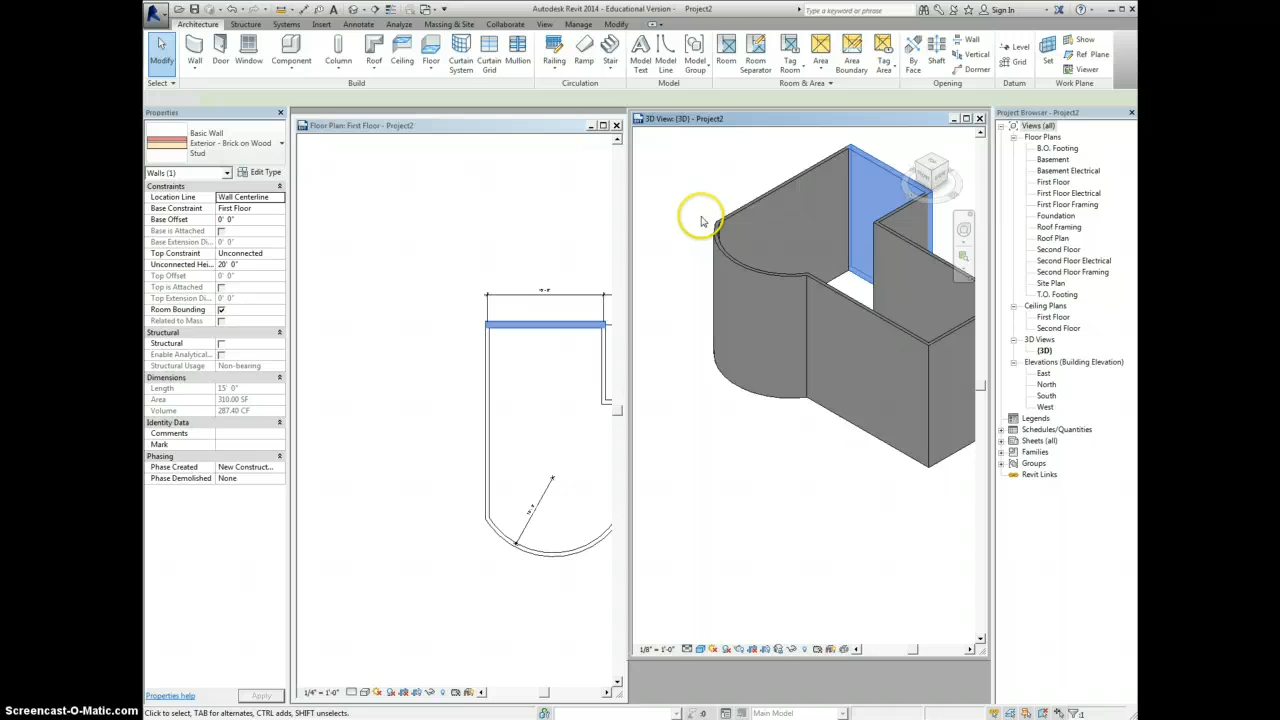 Autodesk Revit 2014 - Educational Version - Project2
Type a keyword or phrase
Sign In
Architecture Structure Systems Insert Annotate Analyze Massing & Site Collaborate View Manage Modify
Modify Wall Door Window Component Column Roof Ceiling Floor Curtain System Curtain Grid Mullion Railing Ramp Stair Model Text Model Line Model Group Room Room Separator Tag Room Area Area Boundary Tag Area By Face Shaft Wall Vertical Dormer Level Grid Set Show Ref Plane Viewer
Select Build Circulation Model Room & Area Opening Datum Work Plane
Properties
Basic Wall
Exterior - Brick on Wood
Stud
Walls (1) Edit Type
Constraints
Location Line Wall Centerline
Base Constraint First Floor
Base Offset 0' 0"
Base is Attached
Base Extension Di... 0' 0"
Top Constraint Unconnected
Unconnected Hei... 20' 0"
Top Offset 0' 0"
Top is Attached
Top Extension Di... 0' 0"
Room Bounding
Related to Mass
Structural
Structural
Enable Analytical...
Structural Usage Non-bearing
Dimensions
Length 15' 0"
Area 310.00 SF
Volume 287.40 CF
Identity Data
Comments
Mark
Phasing
Phase Created New Construct...
Phase Demolished None
Properties help Apply
Floor Plan: First Floor - Project2
1/4" = 1'-0"
3D View: {3D} - Project2
TOP
1/8" = 1'-0"
Project Browser - Project2
Views (all)
Floor Plans
B.O. Footing
Basement
Basement Electrical
First Floor
First Floor Electrical
First Floor Framing
Foundation
Roof Framing
Roof Plan
Second Floor
Second Floor Electrical
Second Floor Framing
Site Plan
T.O. Footing
Ceiling Plans
First Floor
Second Floor
3D Views
{3D}
Elevations (Building Elevation)
East
North
South
West
Legends
Schedules/Quantities
Sheets (all)
Families
Groups
Revit Links
Click to select, TAB for alternates, CTRL adds, SHIFT unselects.
:0
Main Model
:1
Screencast-O-Matic.com